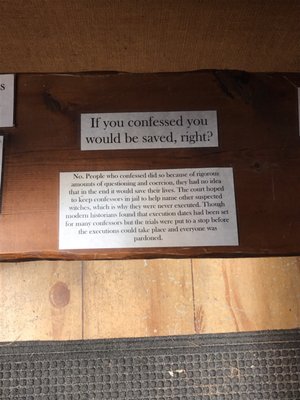 s
If you confessed you
would be saved, right?
No. People who confessed did so because of rigorous
amounts of questioning and coercion, they had no idea
that in the end it would save their lives. The court hoped
to keep confessors in jail to help name other suspected
witches, which is why they were never executed. Though
modern historians found that execution dates had been set
for many confessors but the trials were put to a stop before
the executions could take place and everyone was
pardoned.